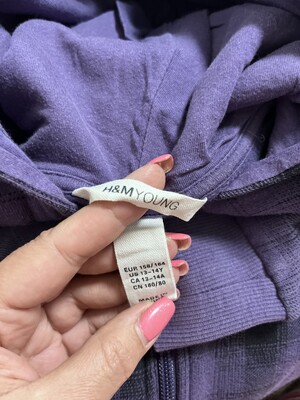 H&M YOUNG
EUR 158/164
US 13-14Y
CA 13-14A
CN 160/80
MADE IN